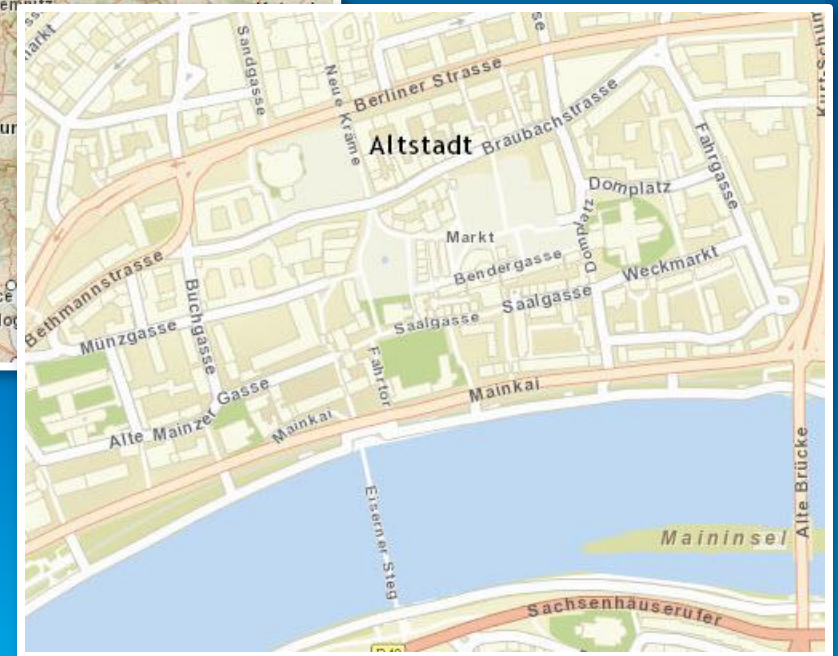 Sandgasse
Neue Kräme
Berliner Strasse
Altstadt
Braubachstrasse
Fahrgasse
Domplatz
Domplatz
Markt
Bendergasse
Weckmarkt
Bethmannstrasse
Buchgasse
Saalgasse
Saalgasse
Münzgasse
Fahrtor
Mainkai
Alte Mainzer Gasse
Mainkai
Eiserner Steg
Alte Brücke
Maininsel
Sachsenhäuserufer